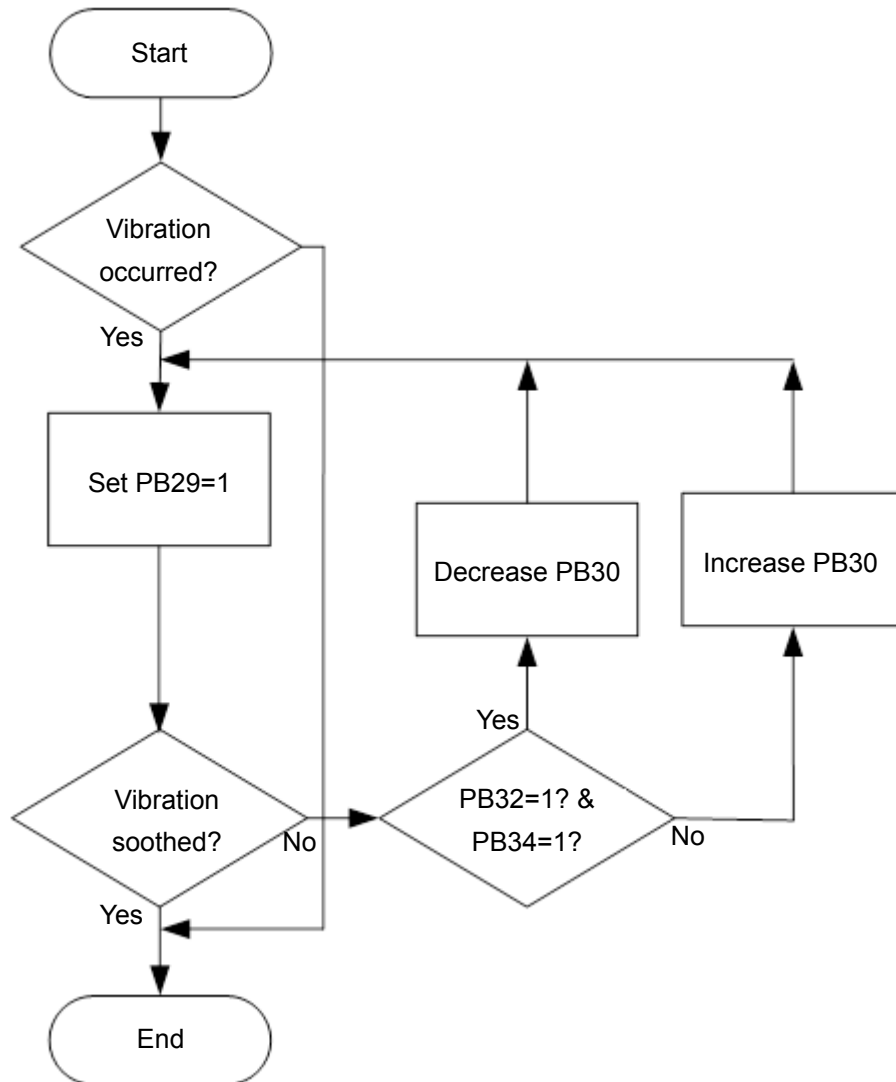 Start
Vibration
occurred?
Yes
Set PB29=1
Decrease PB30
Increase PB30
Yes
Vibration
soothed?
No
PB32=1? &
PB34=1?
No
Yes
End